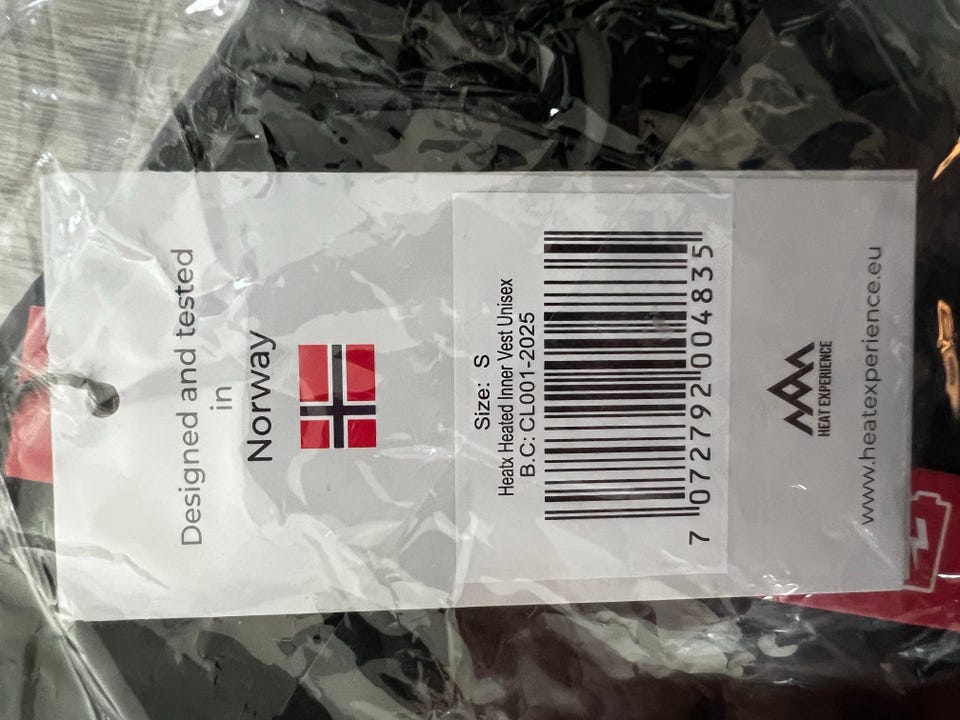 Designed and tested
in
Norway
Size: S
Heatx Heated Inner Vest Unisex
B.C: CL001-2025
7 072792 004835
HEAT EXPERIENCE
www.heatexperience.eu